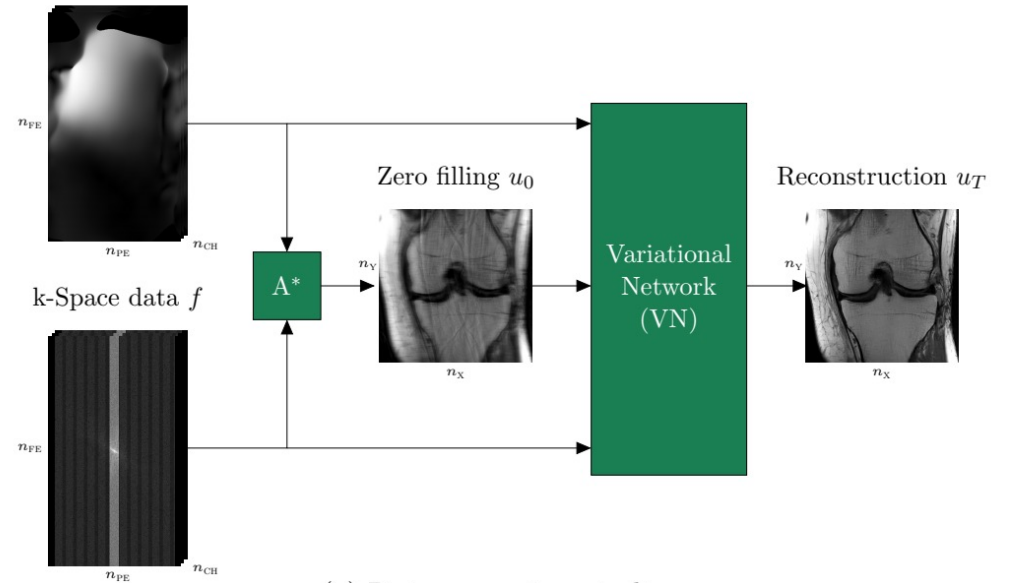 n_FE
n_PE
n_CH
k-Space data f
n_FE
n_PE
n_CH
A*
Zero filling u_0
n_Y
n_X
Variational
Network
(VN)
Reconstruction u_T
n_Y
n_X